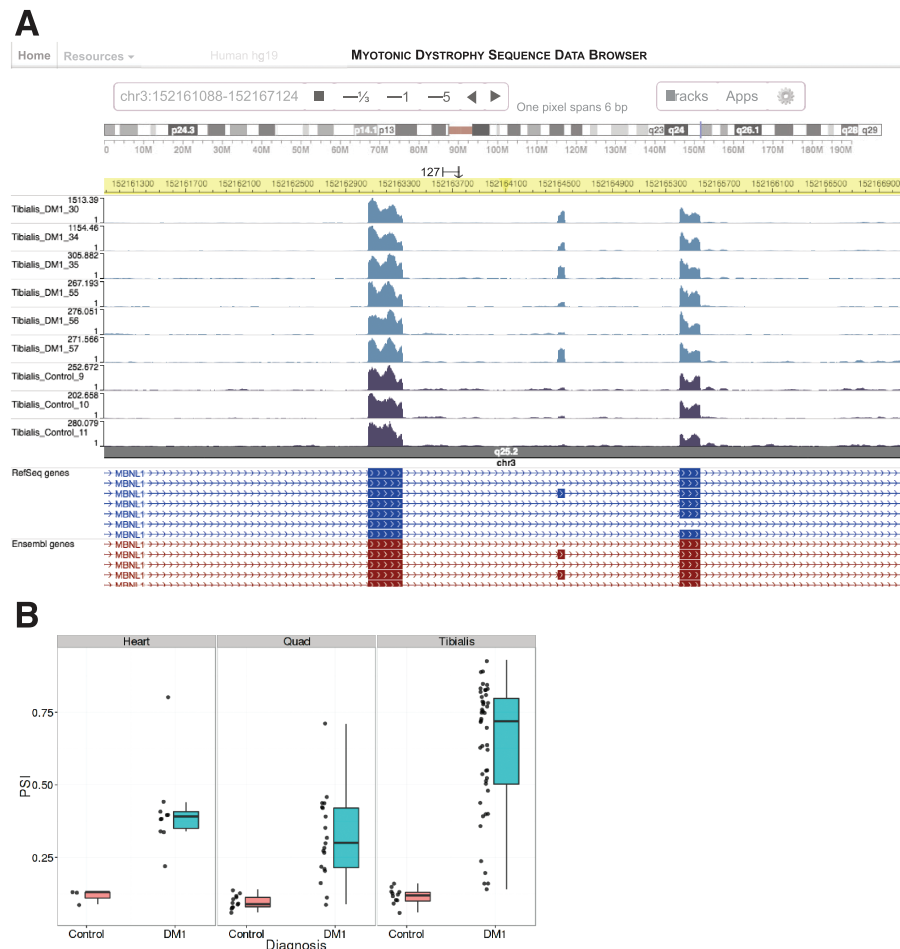 A
Home Resources Human hg19 MYOTONIC DYSTROPHY SEQUENCE DATA BROWSER
chr3:152161088-152167124 —⅓ —1 —5 One pixel spans 6 bp Tracks Apps
p24.3 p14.1 p13 q23 q24 q26.1 q28 q29
0 10M 20M 30M 40M 50M 60M 70M 80M 90M 100M 110M 120M 130M 140M 150M 160M 170M 180M 190M
127
152161300 152161700 152162100 152162500 152162900 152163300 152163700 152164100 152164500 152164900 152165300 152165700 152166100 152166500 152166900
1513.39
Tibialis_DM1_30
1
1154.46
Tibialis_DM1_34
1
305.882
Tibialis_DM1_35
1
267.193
Tibialis_DM1_55
1
276.051
Tibialis_DM1_56
1
271.566
Tibialis_DM1_57
1
252.672
Tibialis_Control_9
1
202.658
Tibialis_Control_10
1
280.079
Tibialis_Control_11
1
q25.2
chr3
RefSeq genes
MBNL1
MBNL1
MBNL1
MBNL1
MBNL1
MBNL1
MBNL1
Ensembl genes
MBNL1
MBNL1
MBNL1
MBNL1
MBNL1
B
Heart Quad Tibialis
PSI
0.75
0.50
0.25
Control DM1 Control DM1 Control DM1
Diagnosis